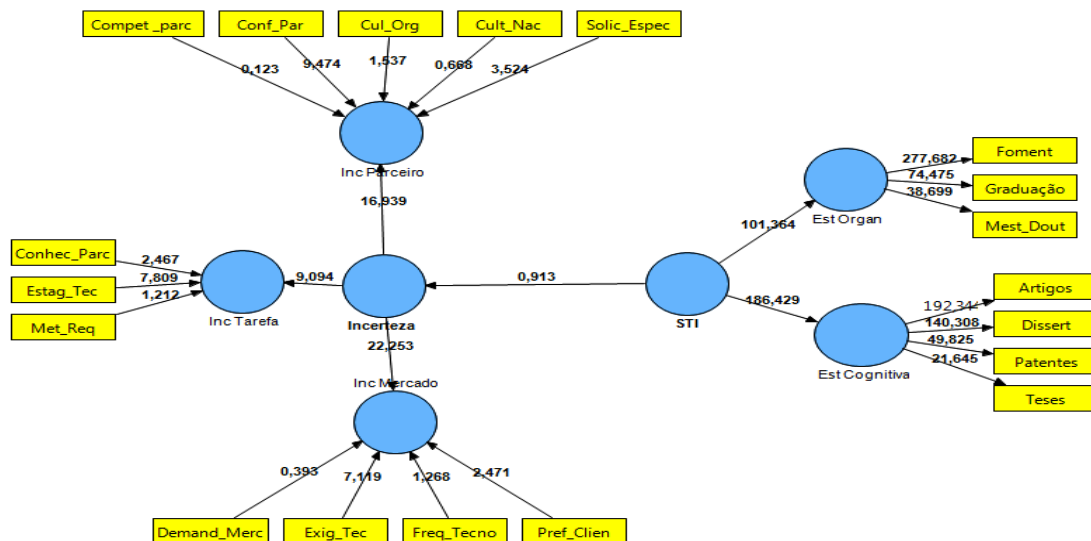 Compet_parc
Conf_Par
Cul_Org
Cult_Nac
Solic_Espec
0,123
9,474
1,537
0,668
3,524
Inc Parceiro
16,939
Conhec_Parc
Estag_Tec
Met_Req
2,467
7,809
1,212
Inc Tarefa
9,094
Incerteza
0,913
STI
22,253
Inc Mercado
0,393
7,119
1,268
2,471
Demand_Merc
Exig_Tec
Freq_Tecno
Pref_Clien
101,364
Est Organ
277,682
74,475
38,699
Foment
Graduação
Mest_Dout
186,429
Est Cognitiva
140,308
49,825
21,645
Artigos
Dissert
Patentes
Teses